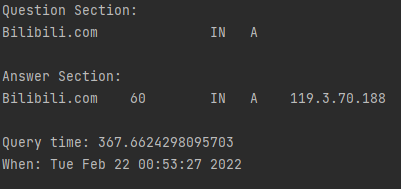 Question Section:
Bilibili.com IN A
Answer Section:
Bilibili.com 60 IN A 119.3.70.188
Query time: 367.6624298095703
When: Tue Feb 22 00:53:27 2022